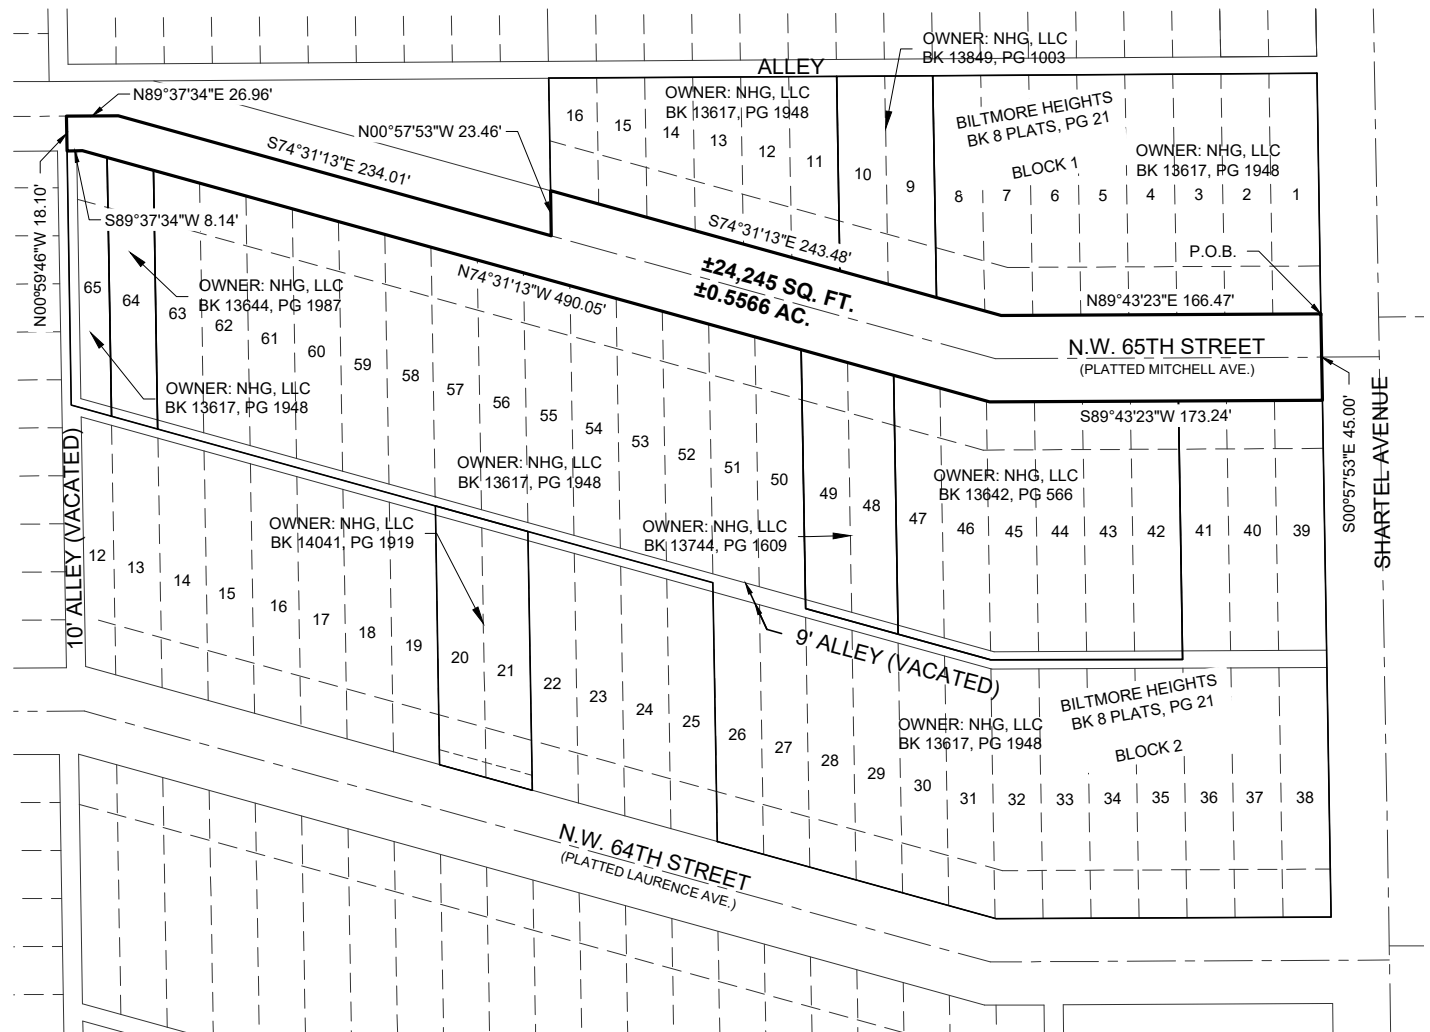 OWNER: NHG, LLC
BK 13849, PG 1003
ALLEY
N89°37'34"E 26.96'
OWNER: NHG, LLC
BK 13617, PG 1948
BILTMORE HEIGHTS
BK 8 PLATS, PG 21
BLOCK 1
OWNER: NHG, LLC
BK 13617, PG 1948
N00°57'53"W 23.46'
S74°31'13"E 234.01'
16
15
14
13
12
11
10
9
8
7
6
5
4
3
2
1
N00°59'46"W 18.10'
S89°37'34"W 8.14'
S74°31'13"E 243.48'
P.O.B.
±24,245 SQ. FT.
±0.5566 AC.
N74°31'13"W 490.05'
N89°43'23"E 166.47'
N.W. 65TH STREET
(PLATTED MITCHELL AVE.)
S89°43'23"W 173.24'
S00°57'53"E 45.00'
SHARTEL AVENUE
OWNER: NHG, LLC
BK 13644, PG 1987
OWNER: NHG, LLC
BK 13617, PG 1948
65
64
63
62
61
60
59
58
57
56
55
54
53
52
51
50
49
48
47
46
45
44
43
42
41
40
39
OWNER: NHG, LLC
BK 13617, PG 1948
OWNER: NHG, LLC
BK 13642, PG 566
OWNER: NHG, LLC
BK 14041, PG 1919
OWNER: NHG, LLC
BK 13744, PG 1609
10' ALLEY (VACATED)
9' ALLEY (VACATED)
12
13
14
15
16
17
18
19
20
21
22
23
24
25
26
27
28
29
30
31
32
33
34
35
36
37
38
BILTMORE HEIGHTS
BK 8 PLATS, PG 21
BLOCK 2
OWNER: NHG, LLC
BK 13617, PG 1948
N.W. 64TH STREET
(PLATTED LAURENCE AVE.)